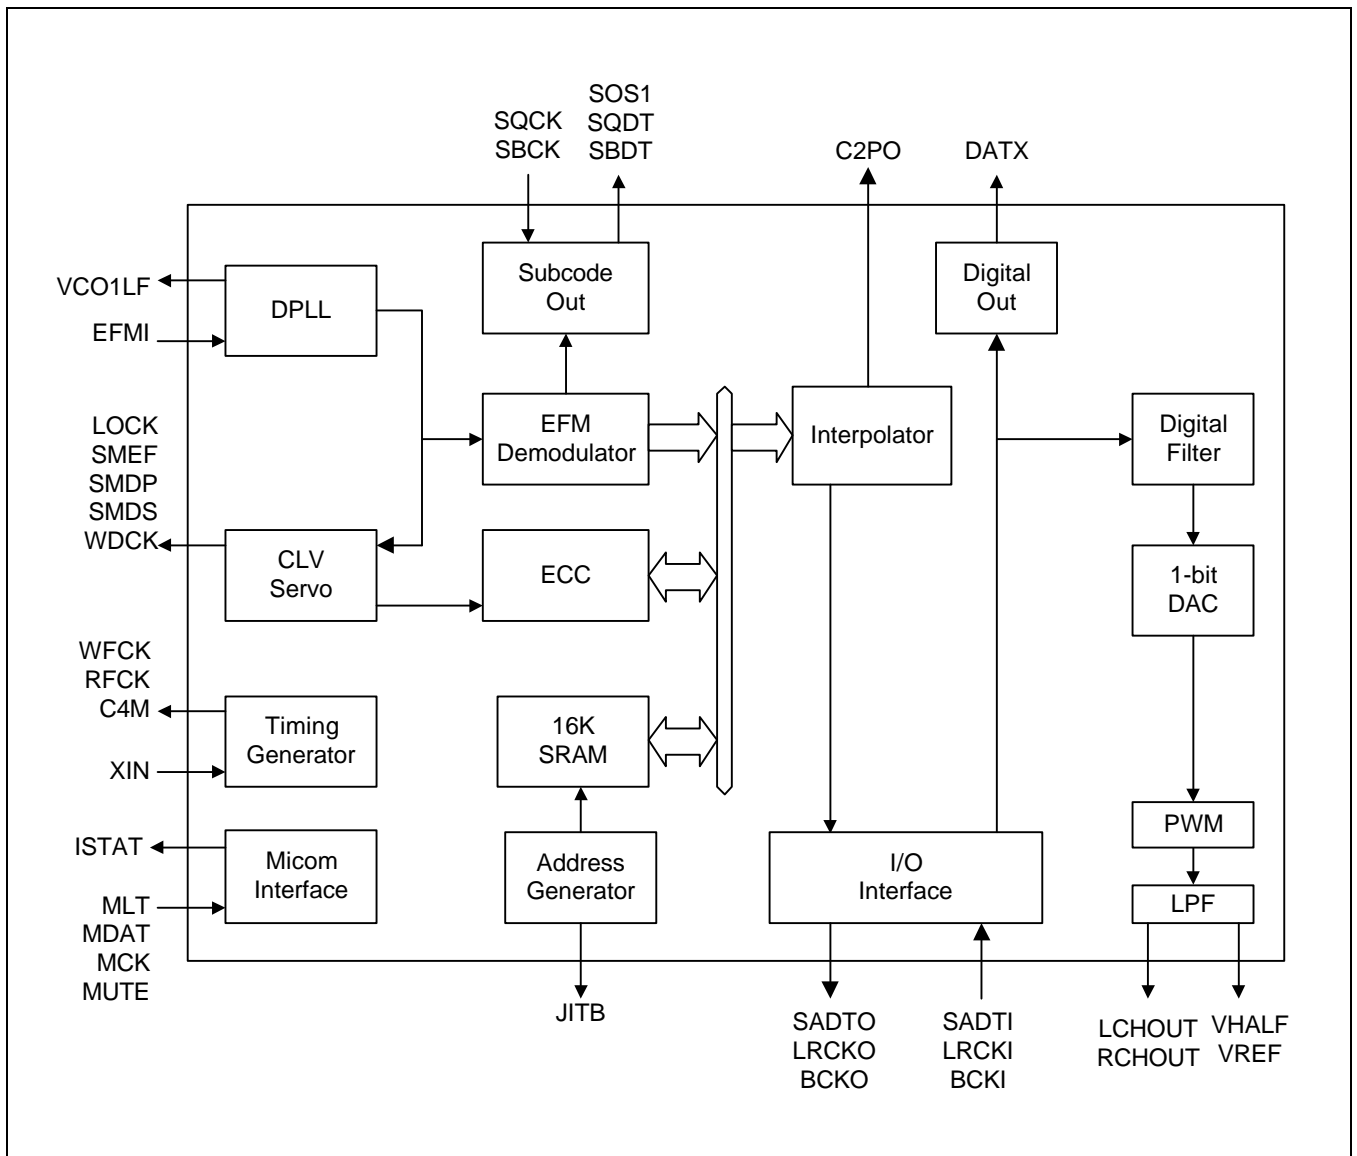 SOS1
SQCK
SQDT
SBCK
SBDT
C2PO
DATX
VCO1LF
EFMI
DPLL
Subcode
Out
Digital
Out
LOCK
SMEF
SMDP
SMDS
WDCK
EFM
Demodulator
Interpolator
Digital
Filter
CLV
Servo
ECC
1-bit
DAC
WFCK
RFCK
C4M
XIN
Timing
Generator
16K
SRAM
PWM
ISTAT
MLT
MDAT
MCK
MUTE
Micom
Interface
Address
Generator
I/O
Interface
LPF
JITB
SADTO
LRCKO
BCKO
SADTI
LRCKI
BCKI
LCHOUT
RCHOUT
VHALF
VREF